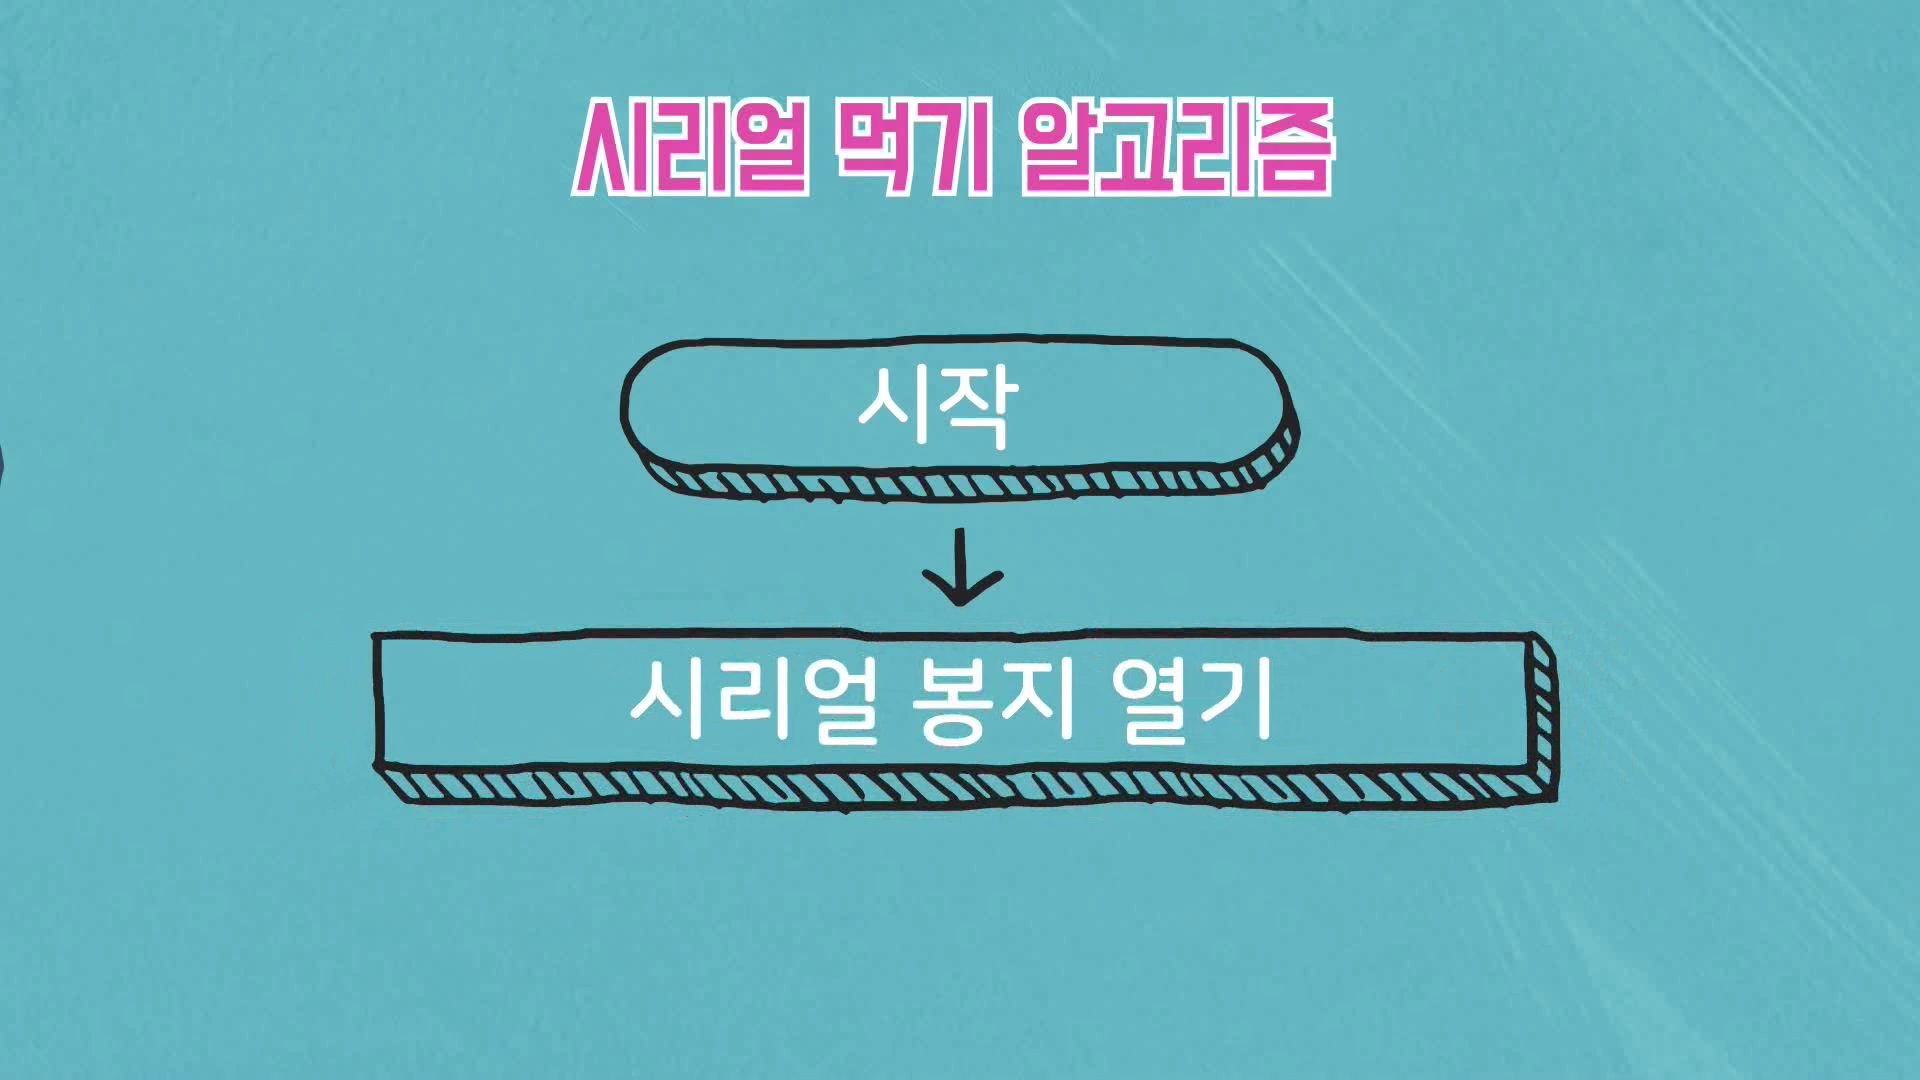 시리얼 먹기 알고리즘
시작
시리얼 봉지 열기